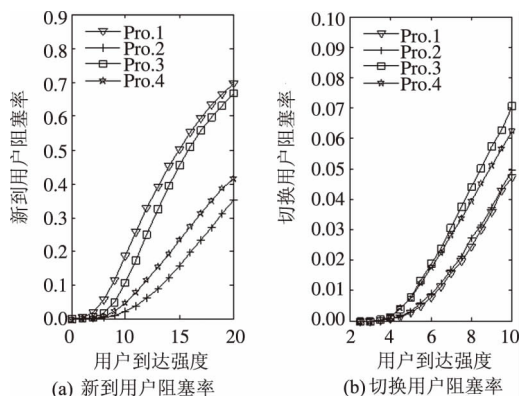 (a)
0.8
0.7
0.6
0.5
0.4
0.3
0.2
0.1
0
Pro.1
Pro.2
Pro.3
Pro.4
新到用户阻塞率
0 10 15 20
用户到达强度
(a) 新到用户阻塞率
(b)
0.10
0.09
0.08
0.07
0.06
0.05
0.04
0.03
0.02
0.01
0.00
Pro.1
Pro.2
Pro.3
Pro.4
切换用户阻塞率
2 4 6 8 10
用户到达强度
(b) 切换用户阻塞率